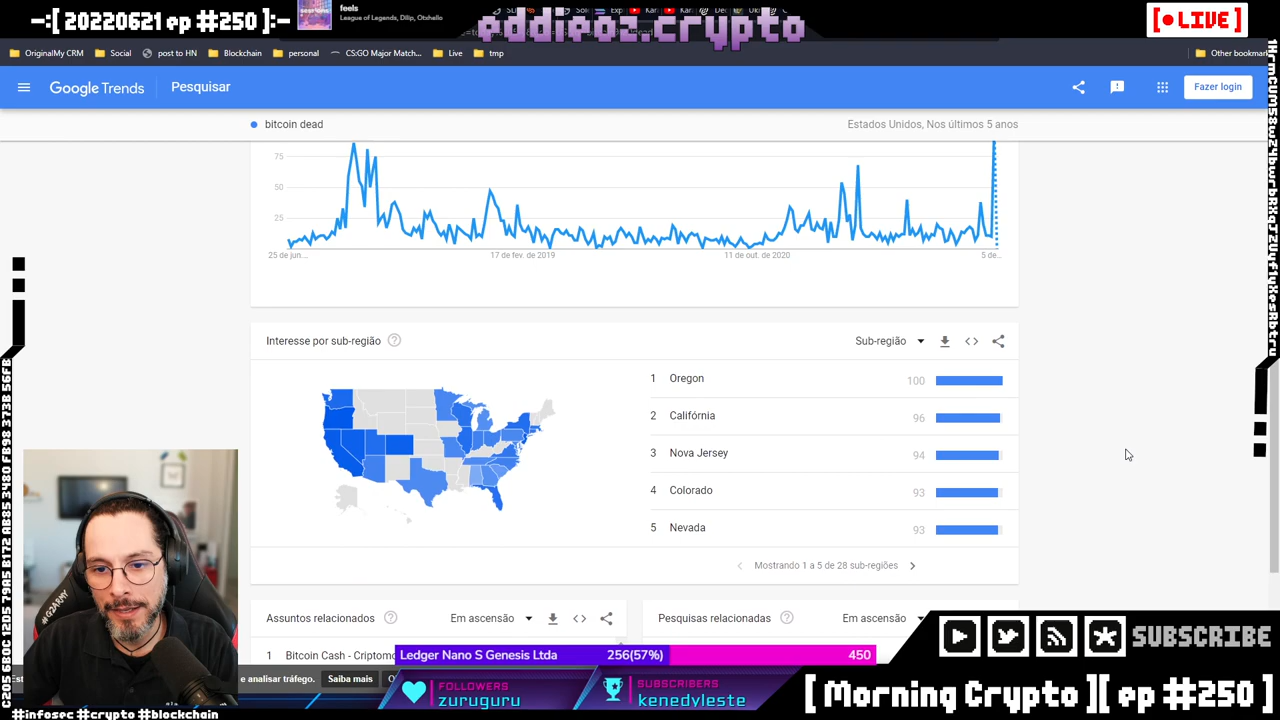 -:[ 20220621 ep #250 ]:-
feels
League of Legends, Dilip, Otxhello
eddieoz.crypto
[• LIVE]
OriginalMy CRM
Social
post to HN
Blockchain
personal
CS:GO Major Match...
Live
tmp
Other bookmar
Google Trends
Pesquisar
Fazer login
bitcoin dead
Estados Unidos, Nos últimos 5 anos
75
50
25
25 de jun. ...
17 de fev. de 2019
11 de out. de 2020
5 de...
Interesse por sub-região
Sub-região
1 Oregon 100
2 Califórnia 96
3 Nova Jersey 94
4 Colorado 93
5 Nevada 93
Mostrando 1 a 5 de 28 sub-regiões
Assuntos relacionados
Em ascensão
Pesquisas relacionadas
Em ascensão
1 Bitcoin Cash - Criptomo
#G2ARMY
Ledger Nano S Genesis Ltda 256(57%) 450
e analisar tráfego.
Saiba mais
FOLLOWERS
zuruguru
SUBSCRIBERS
kenedyleste
SUBSCRIBE
[ Morning Crypto ][ ep #250 ]
#infosec #crypto #blockchain